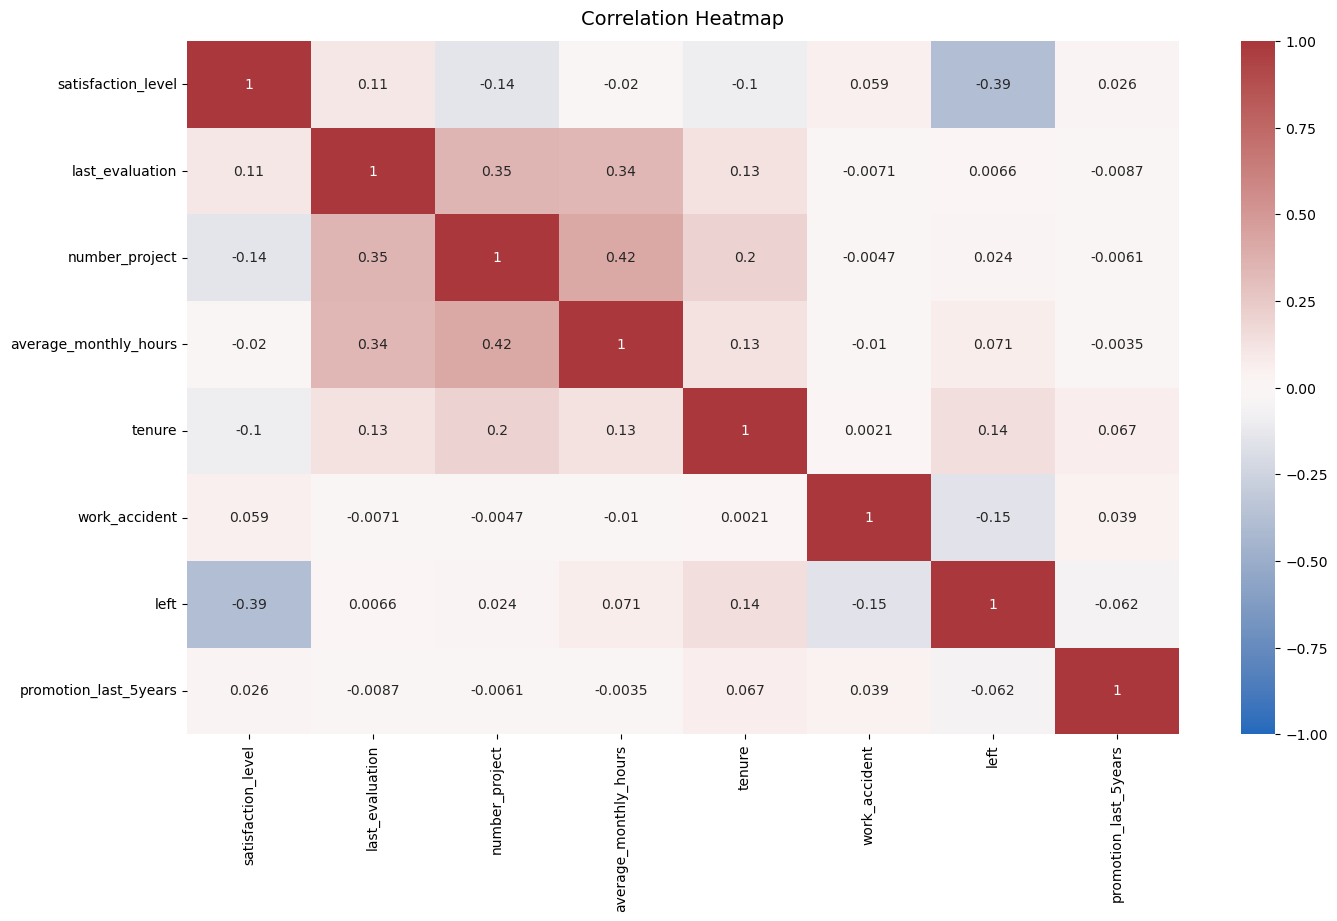 Correlation Heatmap
satisfaction_level 1 0.11 -0.14 -0.02 -0.1 0.059 -0.39 0.026
last_evaluation 0.11 1 0.35 0.34 0.13 -0.0071 0.0066 -0.0087
number_project -0.14 0.35 1 0.42 0.2 -0.0047 0.024 -0.0061
average_monthly_hours -0.02 0.34 0.42 1 0.13 -0.01 0.071 -0.0035
tenure -0.1 0.13 0.2 0.13 1 0.0021 0.14 0.067
work_accident 0.059 -0.0071 -0.0047 -0.01 0.0021 1 -0.15 0.039
left -0.39 0.0066 0.024 0.071 0.14 -0.15 1 -0.062
promotion_last_5years 0.026 -0.0087 -0.0061 -0.0035 0.067 0.039 -0.062 1
satisfaction_level
last_evaluation
number_project
average_monthly_hours
tenure
work_accident
left
promotion_last_5years
1.00
0.75
0.50
0.25
0.00
−0.25
−0.50
−0.75
−1.00